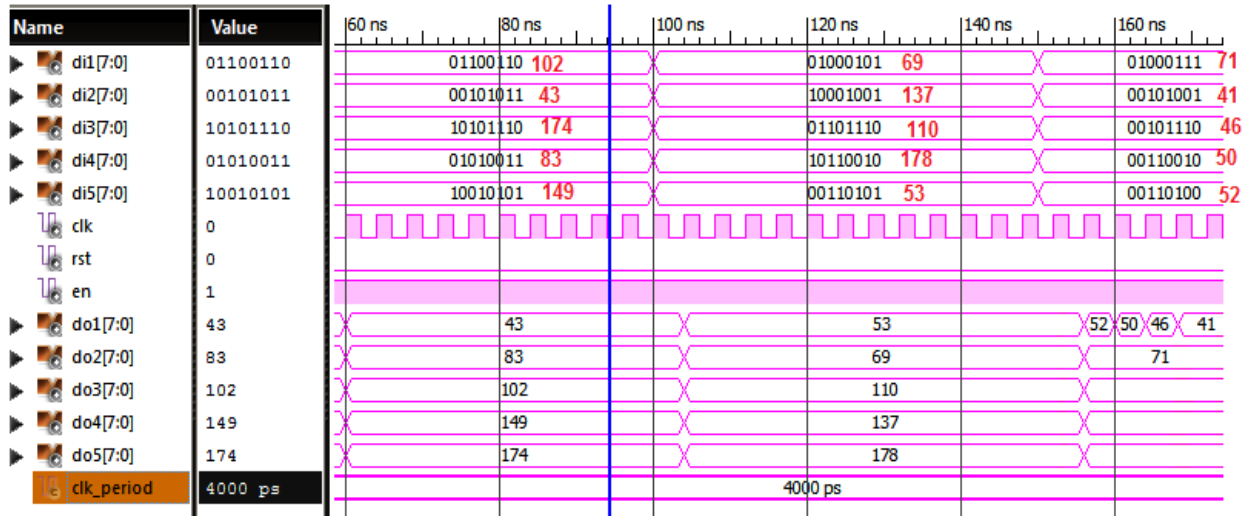 Name Value 60 ns 80 ns 100 ns 120 ns 140 ns 160 ns
di1[7:0] 01100110 01100110 102 01000101 69 01000111 71
di2[7:0] 00101011 00101011 43 10001001 137 00101001 41
di3[7:0] 10101110 10101110 174 01101110 110 00101110 46
di4[7:0] 01010011 01010011 83 10110010 178 00110010 50
di5[7:0] 10010101 10010101 149 00110101 53 00110100 52
clk 0
rst 0
en 1
do1[7:0] 43 43 53 52 50 46 41
do2[7:0] 83 83 69 71
do3[7:0] 102 102 110
do4[7:0] 149 149 137
do5[7:0] 174 174 178
clk_period 4000 ps 4000 ps